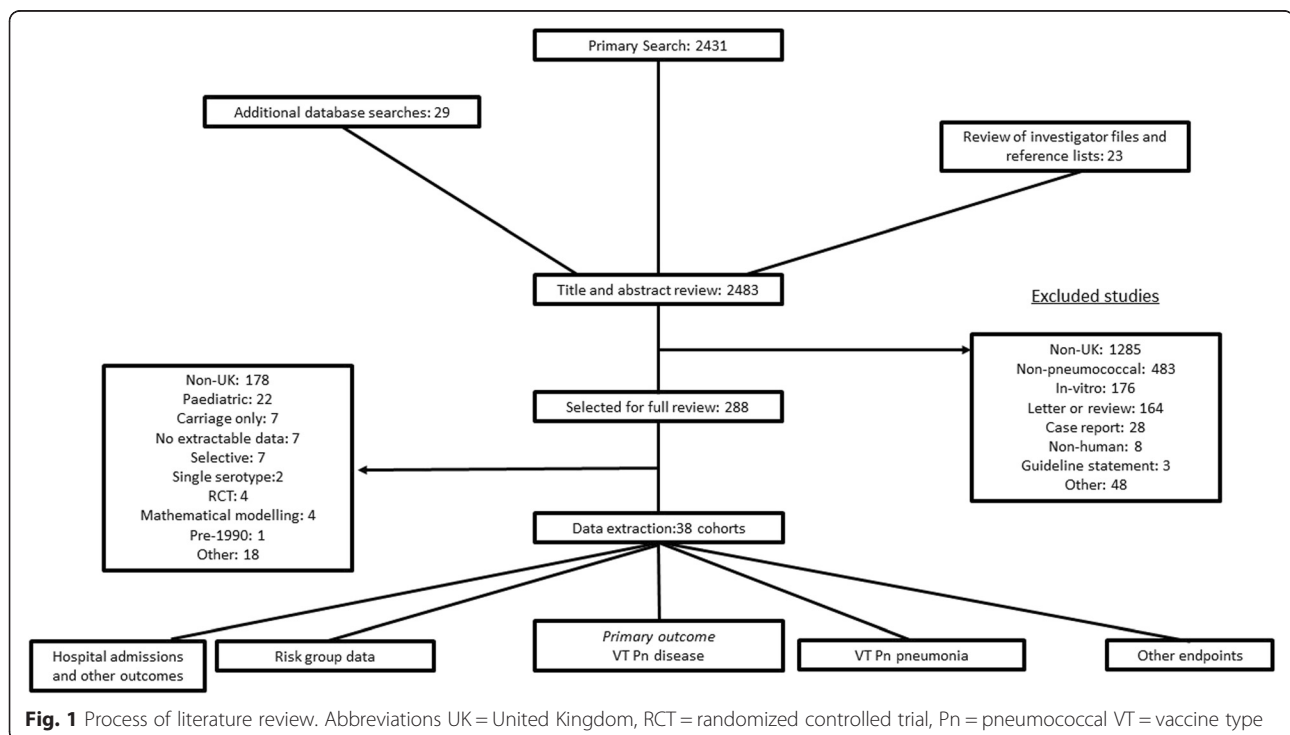 Primary Search: 2431
Additional database searches: 29
Review of investigator files and
reference lists: 23
Title and abstract review: 2483
Excluded studies
Non-UK: 1285
Non-pneumococcal: 483
In-vitro: 176
Letter or review: 164
Case report: 28
Non-human: 8
Guideline statement: 3
Other: 48
Selected for full review: 288
Non-UK: 178
Paediatric: 22
Carriage only: 7
No extractable data: 7
Selective: 7
Single serotype:2
RCT: 4
Mathematical modelling: 4
Pre-1990: 1
Other: 18
Data extraction:38 cohorts
Hospital admissions
and other outcomes
Risk group data
Primary outcome
VT Pn disease
VT Pn pneumonia
Other endpoints
Fig. 1 Process of literature review. Abbreviations UK = United Kingdom, RCT = randomized controlled trial, Pn = pneumococcal VT = vaccine type